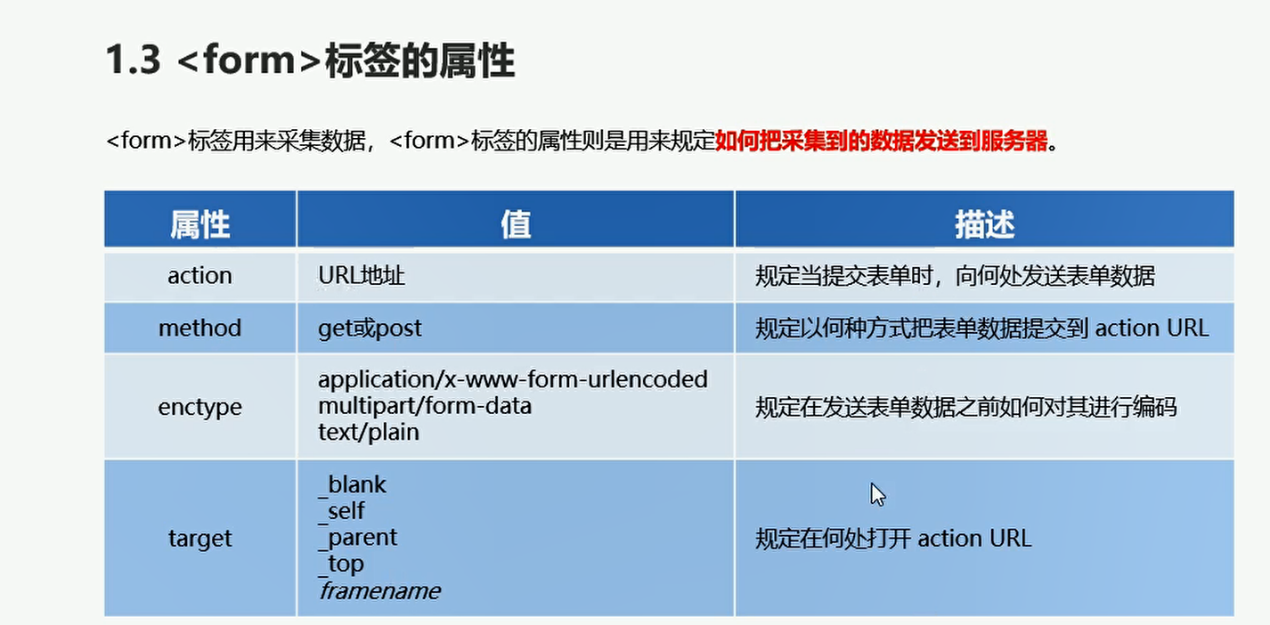 1.3 <form>标签的属性
<form>标签用来采集数据，<form>标签的属性则是用来规定如何把采集到的数据发送到服务器。
属性 值 描述
action URL地址 规定当提交表单时，向何处发送表单数据
method get或post 规定以何种方式把表单数据提交到 action URL
enctype
application/x-www-form-urlencoded
multipart/form-data
text/plain
规定在发送表单数据之前如何对其进行编码
target
_blank
_self
_parent
_top
framename
规定在何处打开 action URL